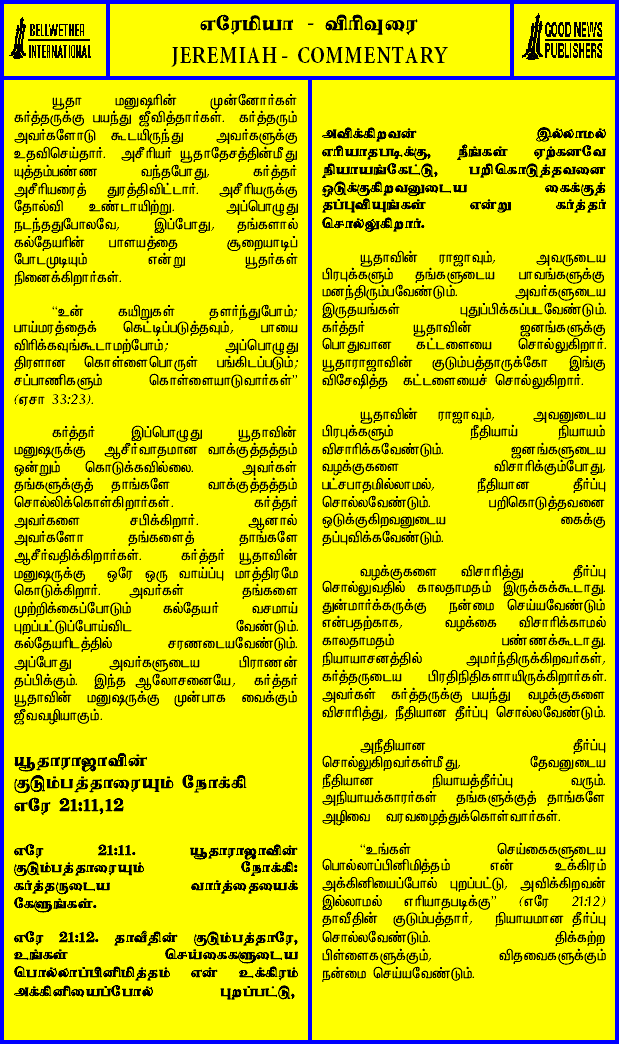 எரேமியா - விரிவுரை
BELLWETHER
INTERNATIONAL
JEREMIAH - COMMENTARY
GOOD NEWS
PUBLISHERS
யூதா மனுஷரின் முன்னோர்கள்
கர்த்தருக்கு பயந்து ஜீவித்தார்கள். கர்த்தரும்
அவர்களோடு கூடயிருந்து அவர்களுக்கு
உதவிசெய்தார். அசீரியர் யூதாதேசத்தின்மீது
யுத்தம்பண்ண வந்தபோது, கர்த்தர்
அசீரியரைத் துரத்திவிட்டார். அசீரியருக்கு
தோல்வி உண்டாயிற்று. அப்பொழுது
நடந்ததுபோலவே, இப்போது, தங்களால்
கல்தேயரின் பாளயத்தை சூறையாடிப்
போடமுடியும் என்று யூதர்கள்
நினைக்கிறார்கள்.
“உன் கயிறுகள் தளர்ந்துபோம்;
பாய்மரத்தைக் கெட்டிப்படுத்தவும், பாயை
விரிக்கவுங்கூடாமற்போம்; அப்பொழுது
திரளான கொள்ளைபொருள் பங்கிடப்படும்;
சப்பாணிகளும் கொள்ளையாடுவார்கள்”
(ஏசா 33:23).
கர்த்தர் இப்பொழுது யூதாவின்
மனுஷருக்கு ஆசீர்வாதமான வாக்குத்தத்தம்
ஒன்றும் கொடுக்கவில்லை. அவர்கள்
தங்களுக்குத் தாங்களே வாக்குத்தத்தம்
சொல்லிக்கொள்கிறார்கள். கர்த்தர்
அவர்களை சபிக்கிறார். ஆனால்
அவர்களோ தங்களைத் தாங்களே
ஆசீர்வதிக்கிறார்கள். கர்த்தர் யூதாவின்
மனுஷருக்கு ஒரே ஒரு வாய்ப்பு மாத்திரமே
கொடுக்கிறார். அவர்கள் தங்களை
முற்றிக்கைப்போடும் கல்தேயர் வசமாய்
புறப்பட்டுப்போய்விட வேண்டும்.
கல்தேயரிடத்தில் சரணடையவேண்டும்.
அப்போது அவர்களுடைய பிராணன்
தப்பிக்கும். இந்த ஆலோசனையே, கர்த்தர்
யூதாவின் மனுஷருக்கு முன்பாக வைக்கும்
ஜீவவழியாகும்.
யூதாராஜாவின்
குடும்பத்தாரையும் நோக்கி
எரே 21:11,12
எரே 21:11. யூதாராஜாவின்
குடும்பத்தாரையும் நோக்கி:
கர்த்தருடைய வார்த்தையைக்
கேளுங்கள்.
எரே 21:12. தாவீதின் குடும்பத்தாரே,
உங்கள் செய்கைகளுடைய
பொல்லாப்பினிமித்தம் என் உக்கிரம்
அக்கினியைப்போல் புறப்பட்டு,
அவிக்கிறவன் இல்லாமல்
எரியாதபடிக்கு, நீங்கள் ஏற்கனவே
நியாயங்கேட்டு, பறிகொடுத்தவனை
ஒடுக்குகிறவனுடைய கைக்குத்
தப்புவியுங்கள் என்று கர்த்தர்
சொல்லுகிறார்.
யூதாவின் ராஜாவும், அவருடைய
பிரபுக்களும் தங்களுடைய பாவங்களுக்கு
மனந்திரும்பவேண்டும். அவர்களுடைய
இருதயங்கள் புதுப்பிக்கப்படவேண்டும்.
கர்த்தர் யூதாவின் ஜனங்களுக்கு
பொதுவான கட்டளையை சொல்லுகிறார்.
யூதாராஜாவின் குடும்பத்தாருக்கோ இங்கு
விசேஷித்த கட்டளையைச் சொல்லுகிறார்.
யூதாவின் ராஜாவும், அவனுடைய
பிரபுக்களும் நீதியாய் நியாயம்
விசாரிக்கவேண்டும். ஜனங்களுடைய
வழக்குகளை விசாரிக்கும்போது,
பட்சபாதமில்லாமல், நீதியான தீர்ப்பு
சொல்லவேண்டும். பறிகொடுத்தவனை
ஒடுக்குகிறவனுடைய கைக்கு
தப்புவிக்கவேண்டும்.
வழக்குகளை விசாரித்து தீர்ப்பு
சொல்லுவதில் காலதாமதம் இருக்கக்கூடாது.
துன்மார்க்கருக்கு நன்மை செய்யவேண்டும்
என்பதற்காக, வழக்கை விசாரிக்காமல்
காலதாமதம் பண்ணக்கூடாது.
நியாயாசனத்தில் அமர்ந்திருக்கிறவர்கள்,
கர்த்தருடைய பிரதிநிதிகளாயிருக்கிறார்கள்.
அவர்கள் கர்த்தருக்கு பயந்து வழக்குகளை
விசாரித்து, நீதியான தீர்ப்பு சொல்லவேண்டும்.
அநீதியான தீர்ப்பு
சொல்லுகிறவர்கள்மீது, தேவனுடைய
நீதியான நியாயத்தீர்ப்பு வரும்.
அநியாயக்காரர்கள் தங்களுக்குத் தாங்களே
அழிவை வரவழைத்துக்கொள்வார்கள்.
“உங்கள் செய்கைகளுடைய
பொல்லாப்பினிமித்தம் என் உக்கிரம்
அக்கினியைப்போல் புறப்பட்டு, அவிக்கிறவன்
இல்லாமல் எரியாதபடிக்கு” (எரே 21:12)
தாவீதின் குடும்பத்தார், நியாயமான தீர்ப்பு
சொல்லவேண்டும். திக்கற்ற
பிள்ளைகளுக்கும், விதவைகளுக்கும்
நன்மை செய்யவேண்டும்.